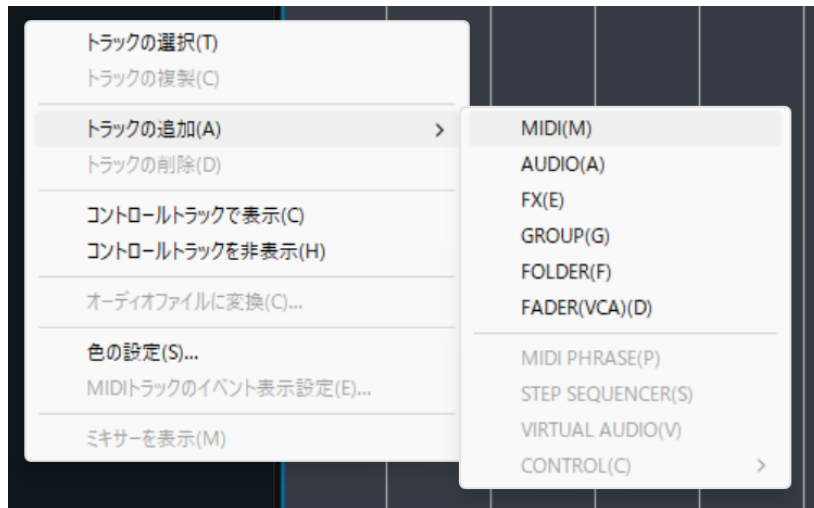 トラックの選択(T)
トラックの複製(C)
トラックの追加(A)
トラックの削除(D)
コントロールトラックで表示(C)
コントロールトラックを非表示(H)
オーディオファイルに変換(C)...
色の設定(S)...
MIDIトラックのイベント表示設定(E)...
ミキサーを表示(M)
MIDI(M)
AUDIO(A)
FX(E)
GROUP(G)
FOLDER(F)
FADER(VCA)(D)
MIDI PHRASE(P)
STEP SEQUENCER(S)
VIRTUAL AUDIO(V)
CONTROL(C)